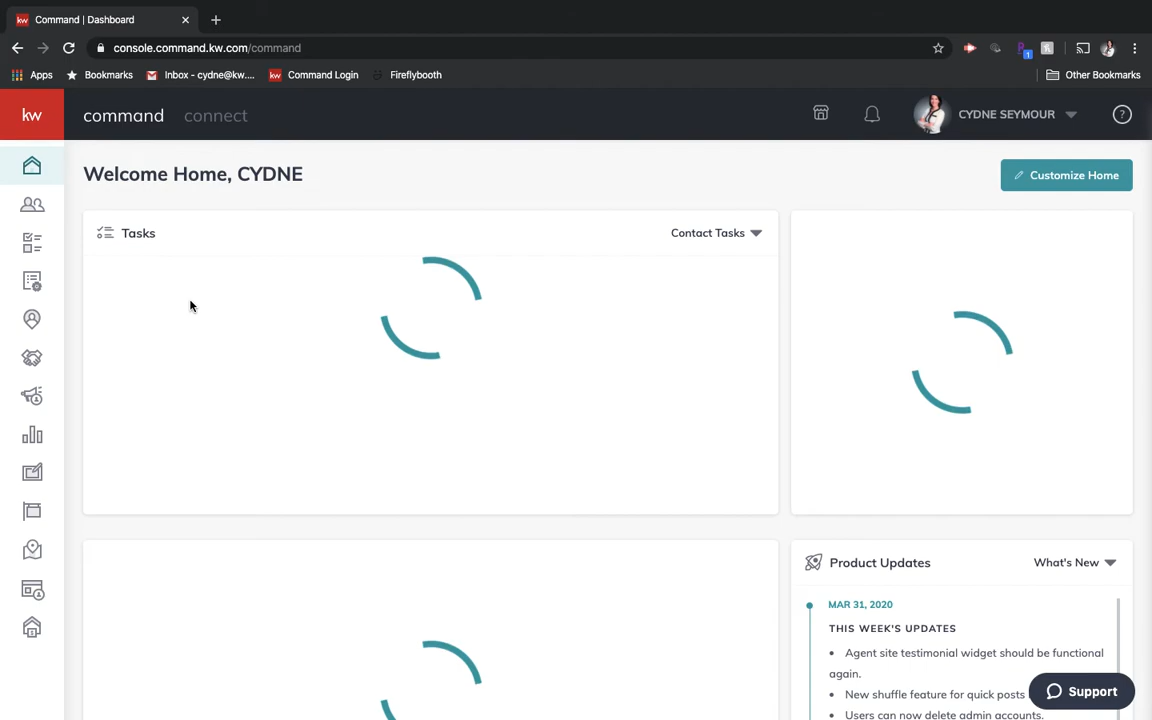 kw Command | Dashboard
console.command.kw.com/command
1
Apps Bookmarks Inbox - cydne@kw.... kw Command Login Fireflybooth Other Bookmarks
kw command connect CYDNE SEYMOUR ?
Welcome Home, CYDNE
Customize Home
Tasks
Contact Tasks
Product Updates
What's New
MAR 31, 2020
THIS WEEK'S UPDATES
Agent site testimonial widget should be functional
again.
New shuffle feature for quick posts
Users can now delete admin accounts.
Support